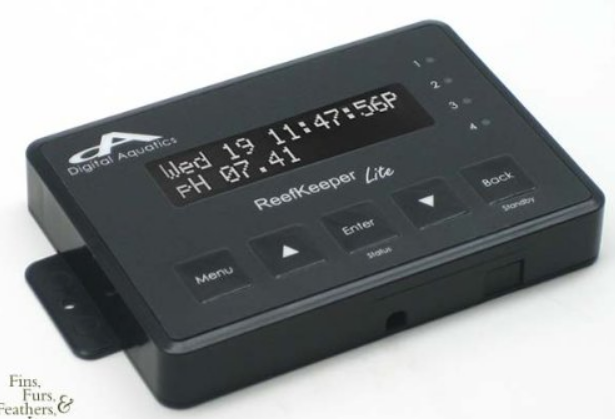 Digital Aquatics
Wed 19 11:47:56P
pH 07.41
ReefKeeper Lite
1
2
3
4
Menu
Enter
Status
Back
Standby
Fins,
Furs,
Feathers, &